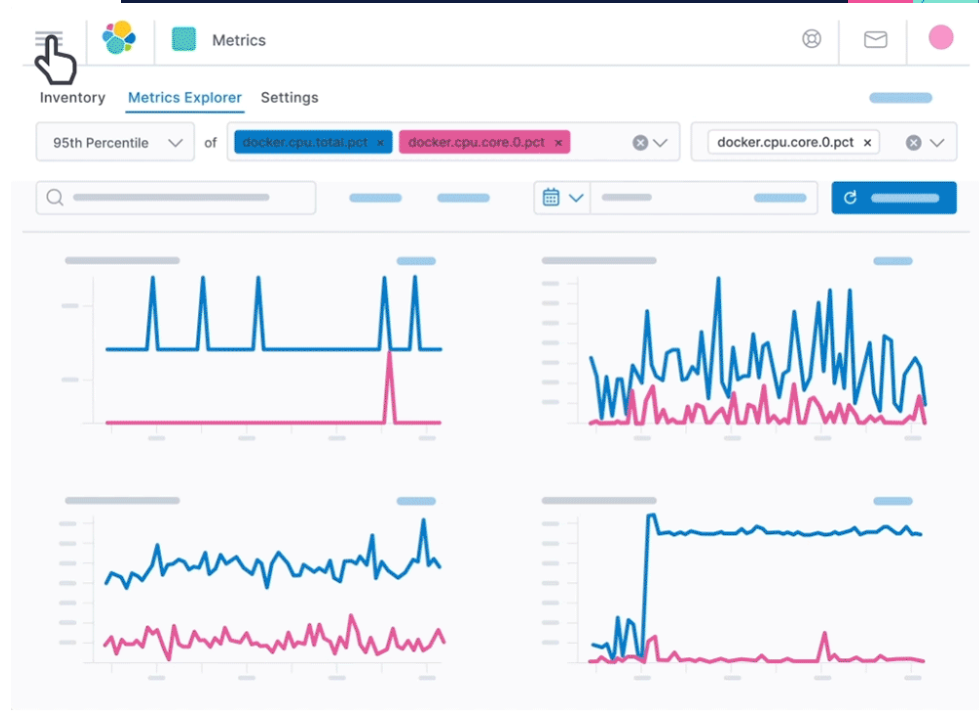 Metrics
Inventory Metrics Explorer Settings
95th Percentile of docker.cpu.total.pct × docker.cpu.core.0.pct × docker.cpu.core.0.pct ×